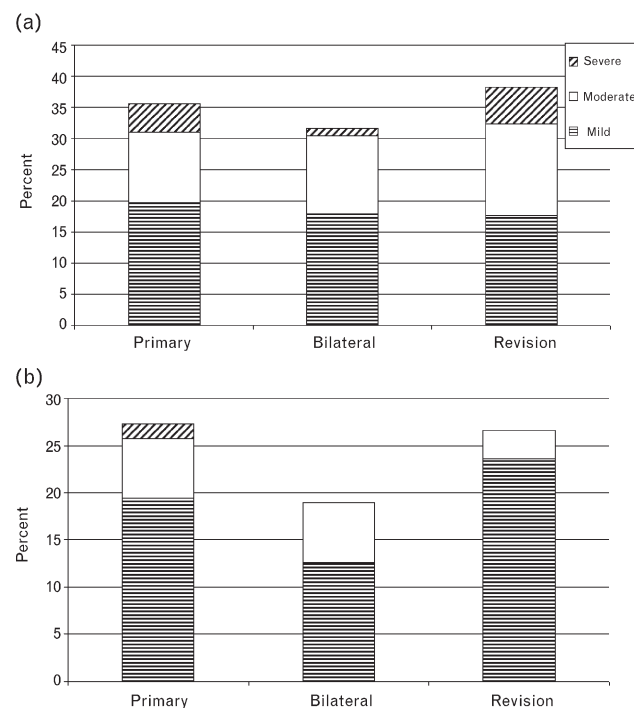 (a)
45
40
35
30
25
20
15
10
5
0
Percent
Primary Bilateral Revision
Severe
Moderate
Mild
(b)
30
25
20
15
10
5
0
Percent
Primary Bilateral Revision